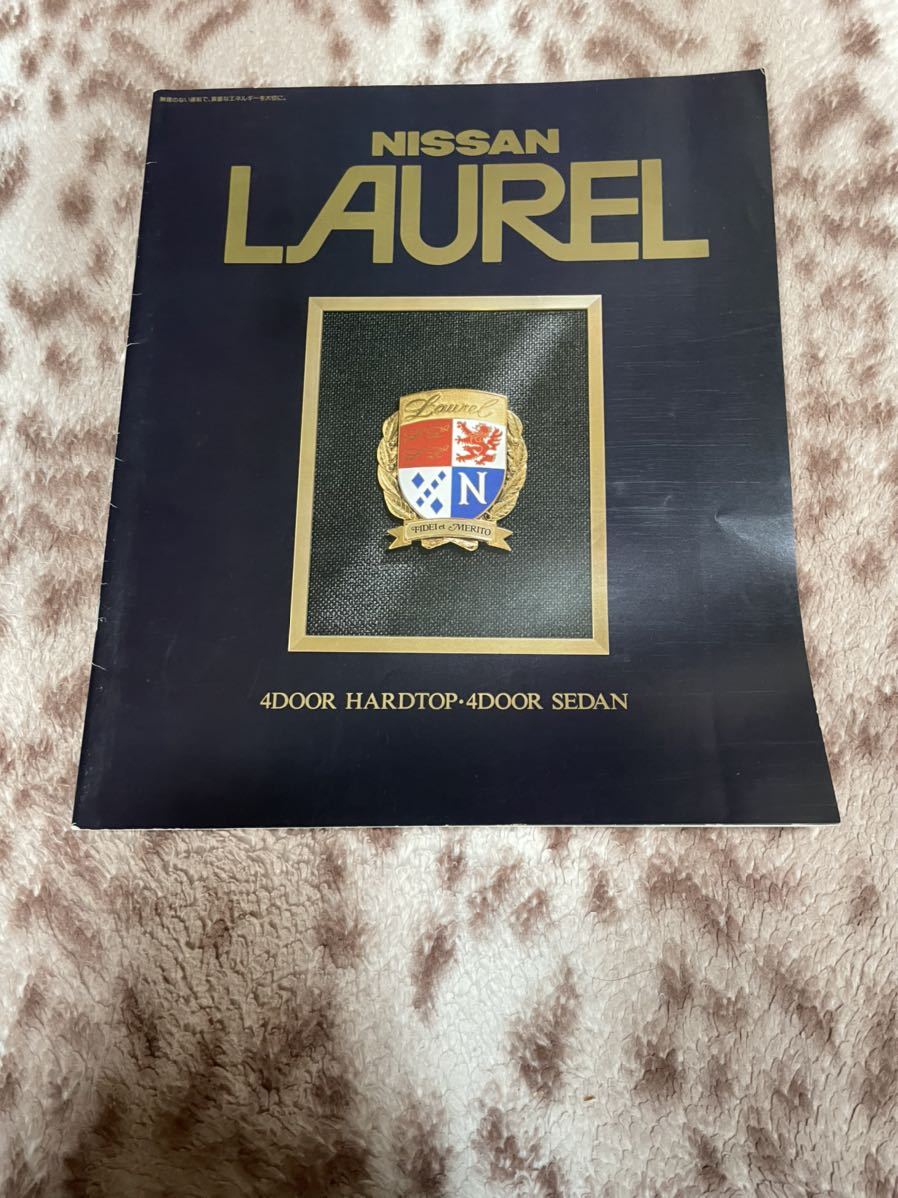 無理のない運転で、貴重なエネルギーを大切に。
NISSAN
LAUREL
Laurel
N
FIDEI et MERITO
4DOOR HARDTOP・4DOOR SEDAN